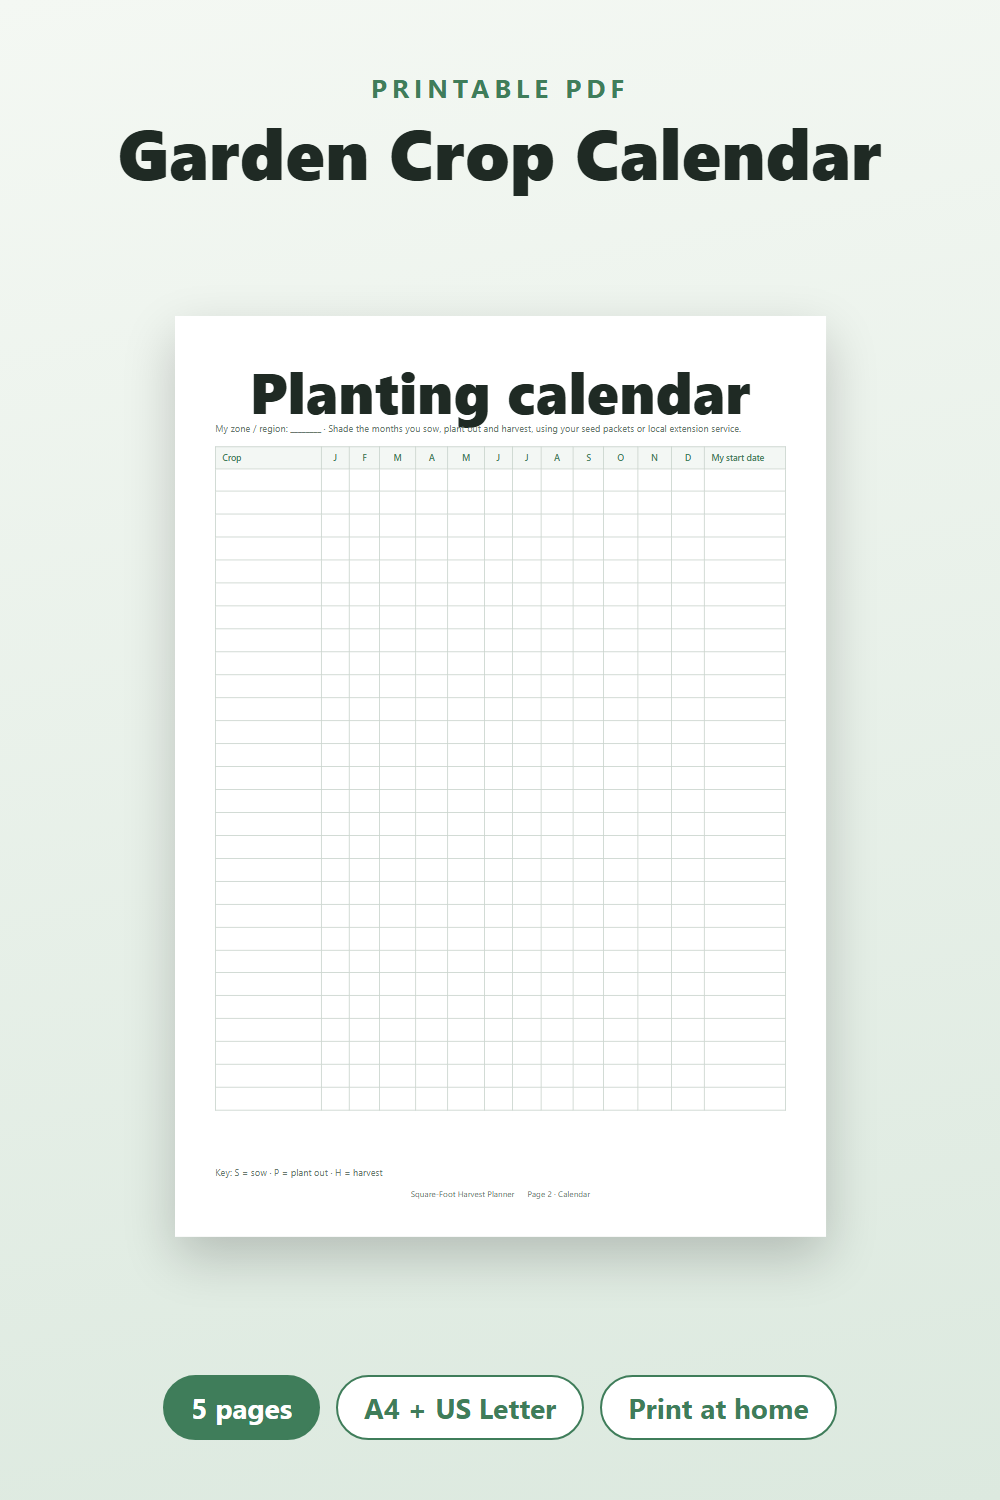 PRINTABLE PDF
Garden Crop Calendar
Planting calendar
My zone / region: _______ · Shade the months you sow, plant out and harvest, using your seed packets or local extension service.
Crop J F M A M J J A S O N D My start date
Key: S = sow · P = plant out · H = harvest
Square-Foot Harvest Planner Page 2 · Calendar
5 pages A4 + US Letter Print at home